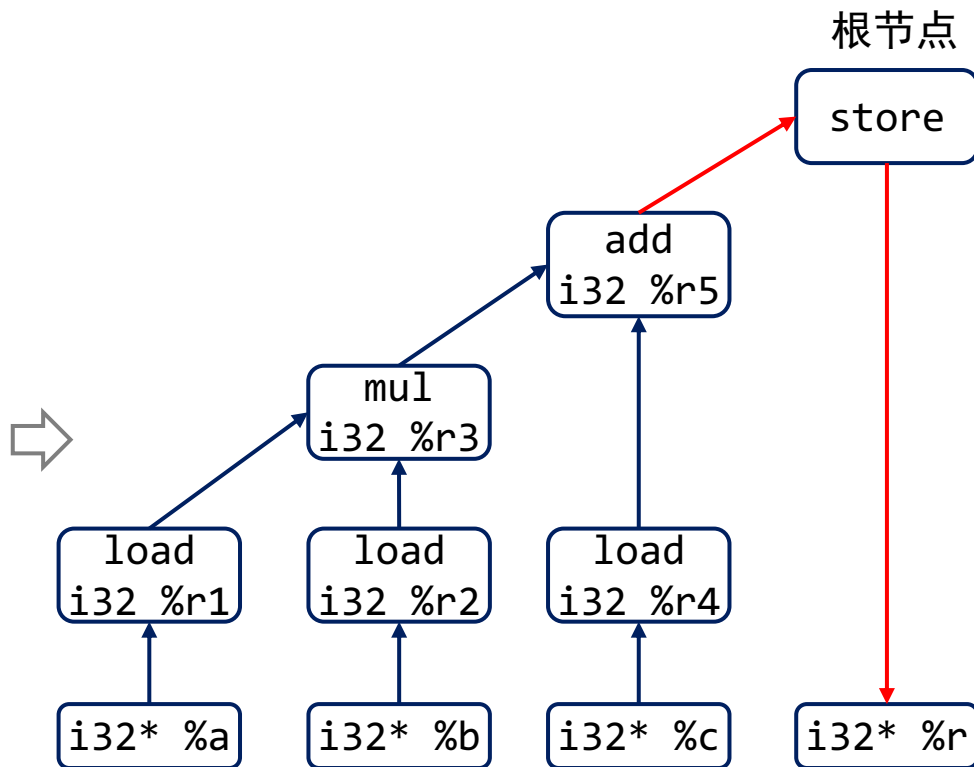 根节点
store
add
i32 %r5
mul
i32 %r3
load
i32 %r1
load
i32 %r2
load
i32 %r4
i32* %a
i32* %b
i32* %c
i32* %r